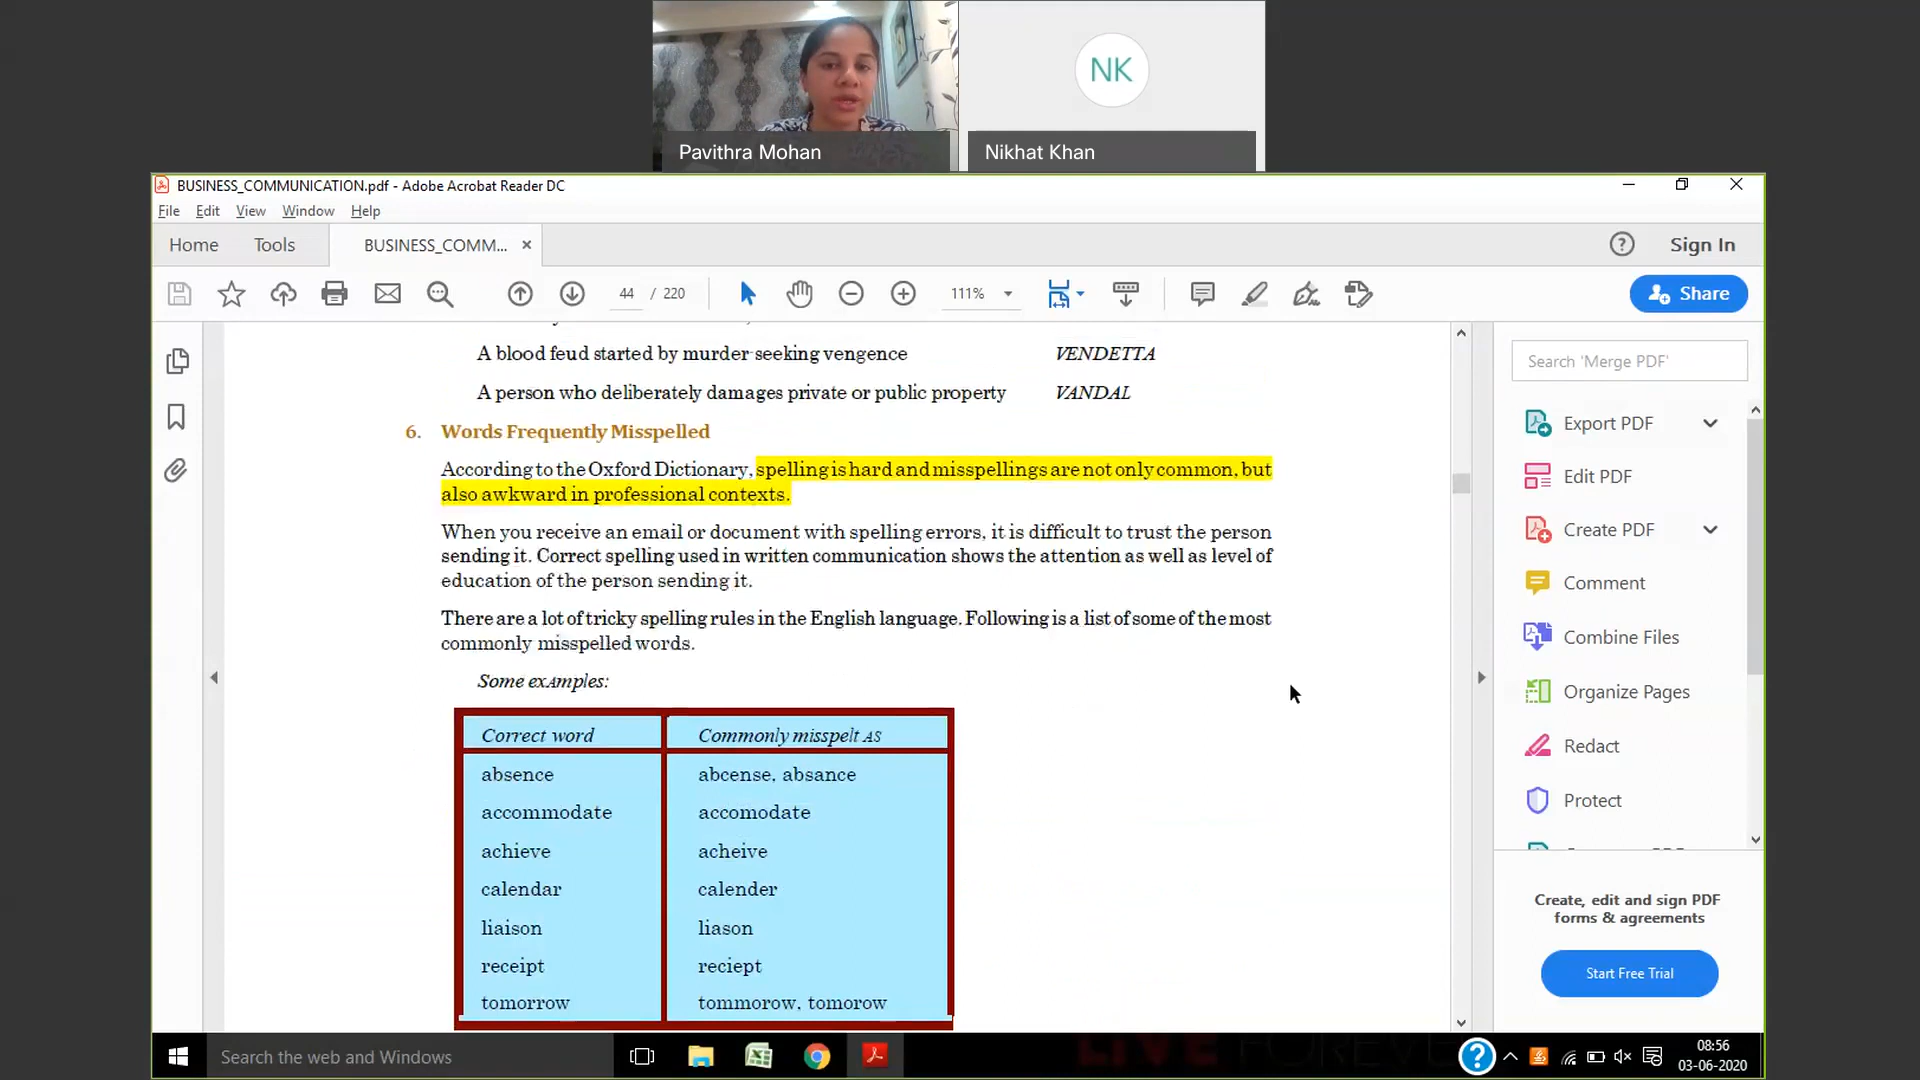 NK
Pavithra Mohan
Nikhat Khan
BUSINESS_COMMUNICATION.pdf - Adobe Acrobat Reader DC
File Edit View Window Help
Home Tools BUSINESS_COMM... × Sign In
44 / 220 111% Share
A blood feud started by murder seeking vengence VENDETTA
A person who deliberately damages private or public property VANDAL
6. Words Frequently Misspelled
According to the Oxford Dictionary, spelling is hard and misspellings are not only common, but
also awkward in professional contexts.
When you receive an email or document with spelling errors, it is difficult to trust the person
sending it. Correct spelling used in written communication shows the attention as well as level of
education of the person sending it.
There are a lot of tricky spelling rules in the English language. Following is a list of some of the most
commonly misspelled words.
Some exAmples:
Correct word Commonly misspelt AS
absence abcense, absance
accommodate accomodate
achieve acheive
calendar calender
liaison liason
receipt reciept
tomorrow tommorow, tomorow
Search 'Merge PDF'
Export PDF
Edit PDF
Create PDF
Comment
Combine Files
Organize Pages
Redact
Protect
Create, edit and sign PDF
forms & agreements
Start Free Trial
Search the web and Windows
08:56
03-06-2020